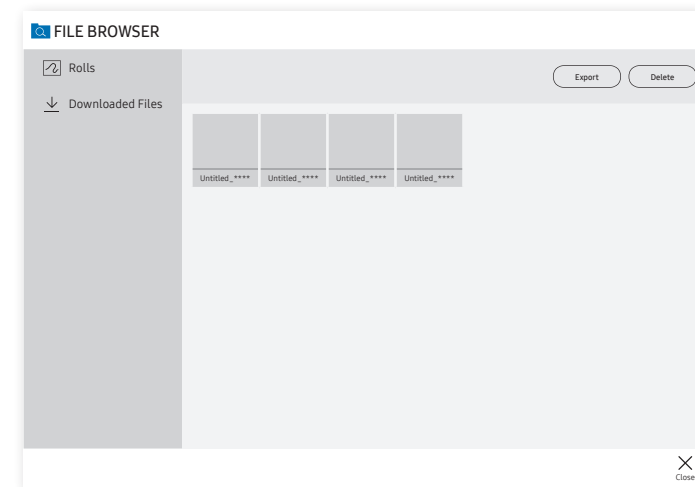 FILE BROWSER
Rolls
Downloaded Files
Export Delete
Untitled_**** Untitled_**** Untitled_**** Untitled_****
Close